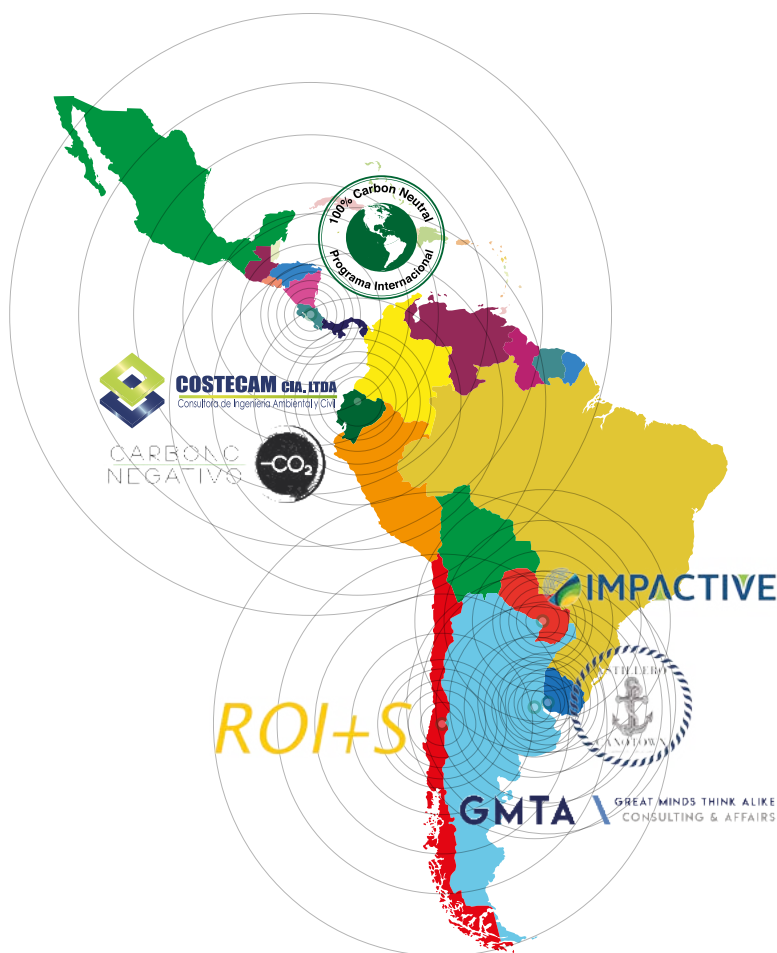 100% Carbon Neutral
Programa Internacional
COSTECAM CIA. LTDA
Consultora de Ingeniería Ambiental y Civil
CARBONO
NEGATIVO
-CO₂
IMPACTIVE
ROI+S
GMTA
GREAT MINDS THINK ALIKE
CONSULTING & AFFAIRS